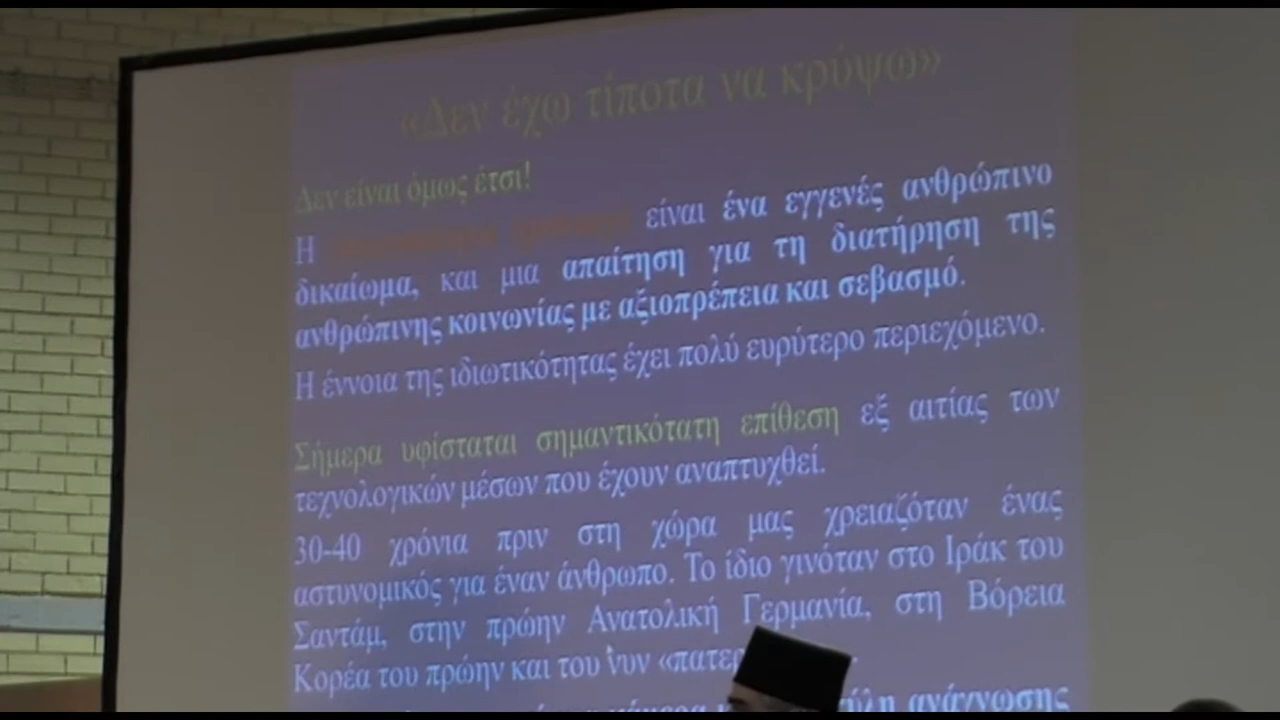 «Δεν έχω τίποτα να κρύψω»
Δεν είναι όμως έτσι!
Η είναι ένα εγγενές ανθρώπινο
δικαίωμα, και μια απαίτηση για τη διατήρηση της
ανθρώπινης κοινωνίας με αξιοπρέπεια και σεβασμό.
Η έννοια της ιδιωτικότητας έχει πολύ ευρύτερο περιεχόμενο.
Σήμερα υφίσταται σημαντικότατη επίθεση εξ αιτίας των
τεχνολογικών μέσων που έχουν αναπτυχθεί.
30-40 χρόνια πριν στη χώρα μας χρειαζόταν ένας
αστυνομικός για έναν άνθρωπο. Το ίδιο γινόταν στο Ιράκ του
Σαντάμ, στην πρώην Ανατολική Γερμανία, στη Βόρεια
Κορέα του πρώην και του νυν
κάμερα ανάγνωσης